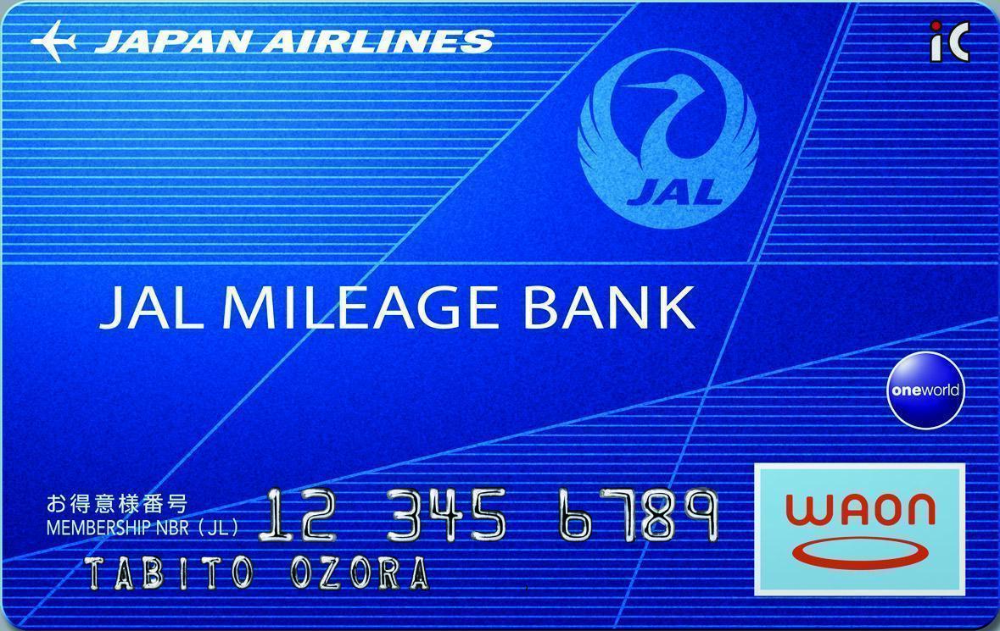 JAPAN AIRLINES
iC
JAL
JAL MILEAGE BANK
oneworld
お得意様番号
MEMBERSHIP NBR (JL)
12 345 6789
TABITO OZORA
WAON